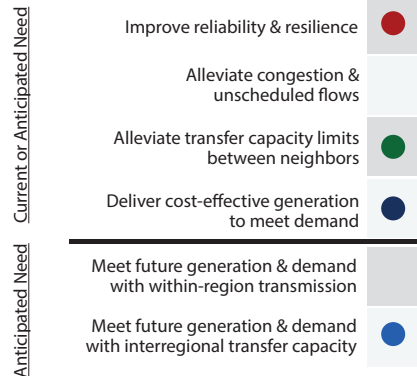 Current or Anticipated Need
Improve reliability & resilience
Alleviate congestion &
unscheduled flows
Alleviate transfer capacity limits
between neighbors
Deliver cost-effective generation
to meet demand
Anticipated Need
Meet future generation & demand
with within-region transmission
Meet future generation & demand
with interregional transfer capacity